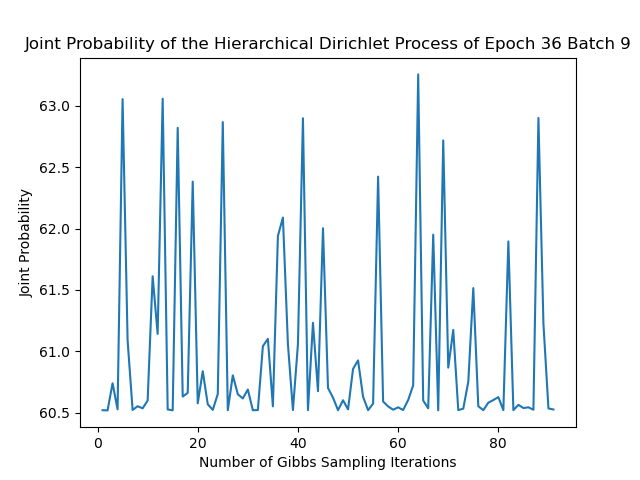 Joint Probability of the Hierarchical Dirichlet Process of Epoch 36 Batch 9
63.0
62.5
62.0
61.5
61.0
60.5
Joint Probability
0 20 40 60 80
Number of Gibbs Sampling Iterations